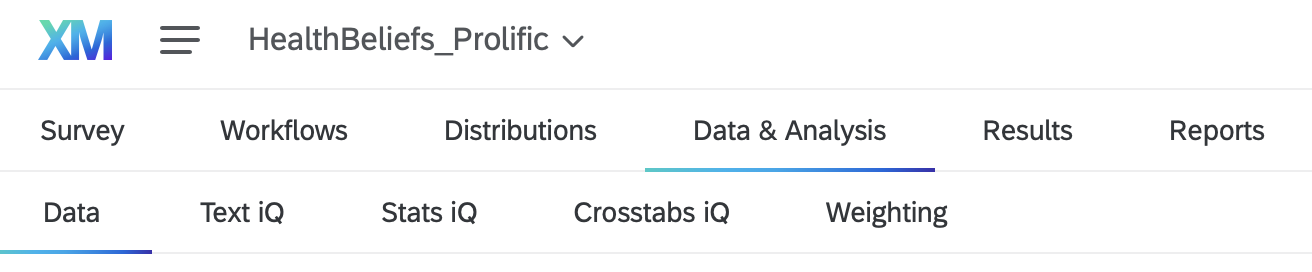 XM HealthBeliefs_Prolific
Survey Workflows Distributions Data & Analysis Results Reports
Data Text iQ Stats iQ Crosstabs iQ Weighting